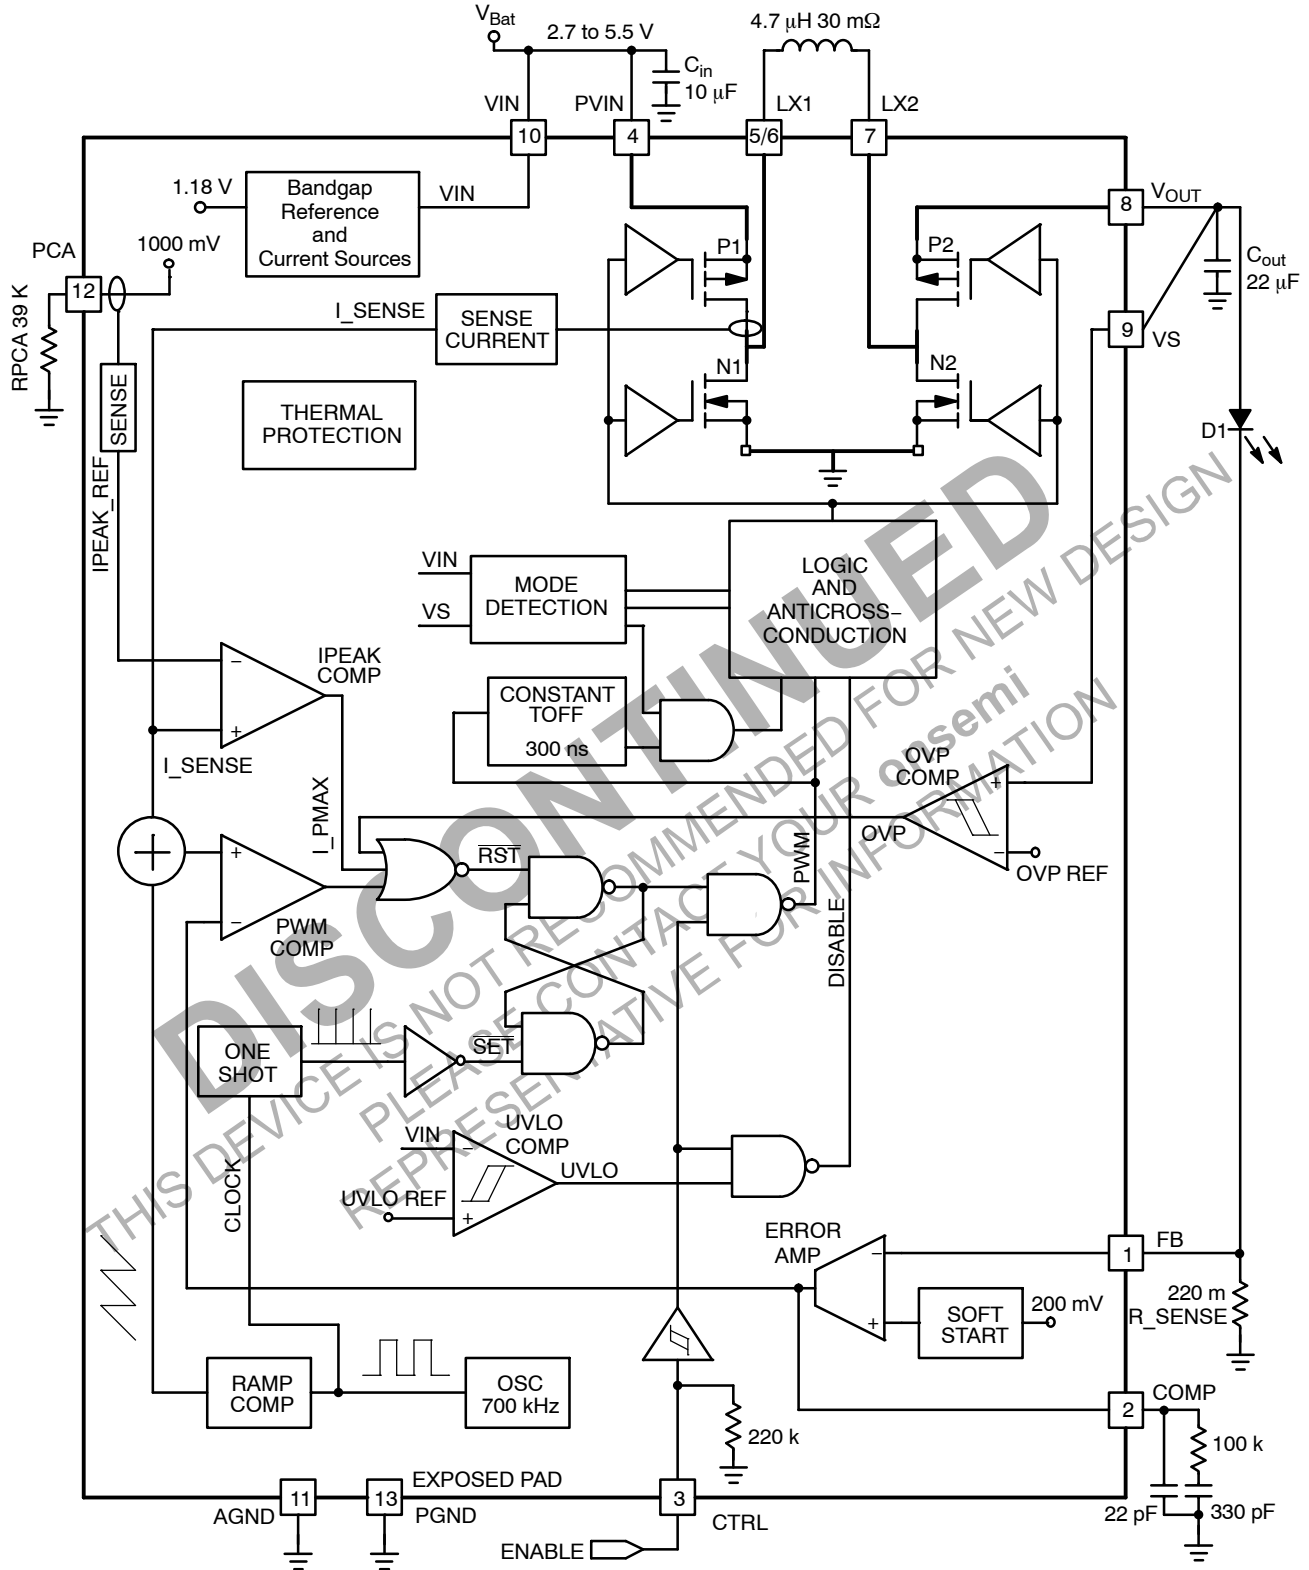 VBat
2.7 to 5.5 V
4.7 μH 30 mΩ
Cin
10 μF
VIN
PVIN
LX1
LX2
10
4
5/6
7
1.18 V
Bandgap
Reference
and
Current Sources
VIN
8
VOUT
PCA
1000 mV
P1
P2
Cout
22 μF
12
I_SENSE
SENSE
CURRENT
9
VS
RPCA 39 K
SENSE
N1
N2
THERMAL
PROTECTION
D1
IPEAK_REF
VIN
VS
MODE
DETECTION
LOGIC
AND
ANTICROSS−
CONDUCTION
−
+
IPEAK
COMP
CONSTANT
TOFF
300 ns
I_SENSE
OVP
COMP
+
−
OVP
OVP REF
I_PMAX
+
+
−
PWM
COMP
RST
PWM
DISABLE
ONE
SHOT
SET
VIN
UVLO
COMP
−
+
UVLO
UVLO REF
CLOCK
ERROR
AMP
−
+
1
FB
SOFT
START
200 mV
220 m
R_SENSE
RAMP
COMP
OSC
700 kHz
220 k
2
COMP
100 k
22 pF
330 pF
11
AGND
13
EXPOSED PAD
PGND
3
CTRL
ENABLE
DISCONTINUED
THIS DEVICE IS NOT RECOMMENDED FOR NEW DESIGN
PLEASE CONTACT YOUR onsemi
REPRESENTATIVE FOR INFORMATION